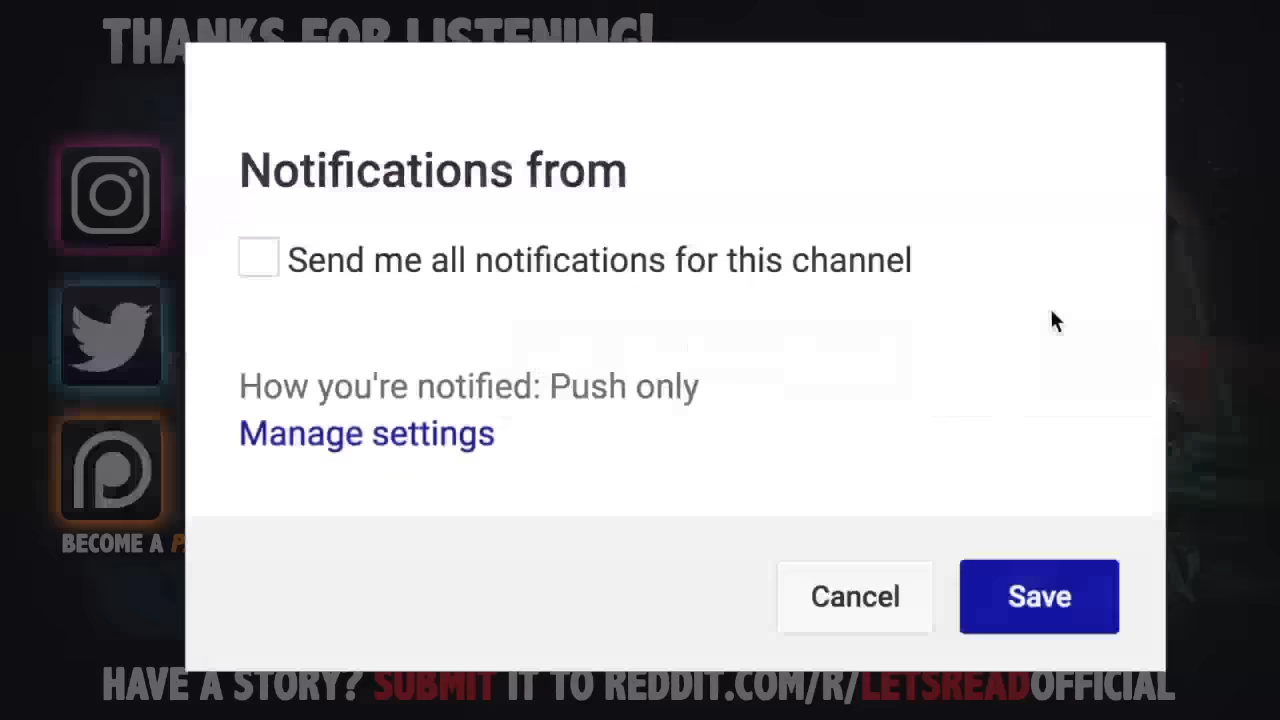 THANKS FOR LISTENING!
Notifications from
Send me all notifications for this channel
How you're notified: Push only
Manage settings
BECOME A
Cancel
Save
HAVE A STORY? SUBMIT IT TO REDDIT.COM/R/LETSREADOFFICIAL